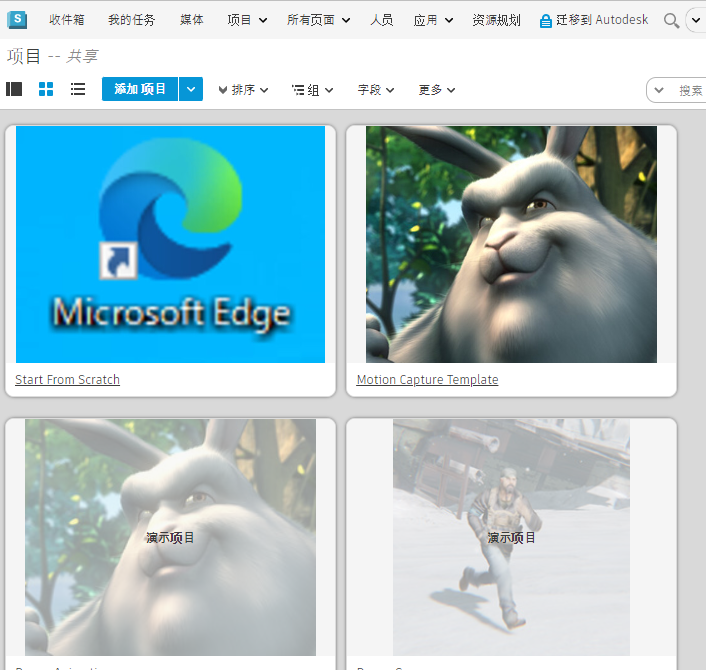 S 收件箱 我的任务 媒体 项目 所有页面 人员 应用 资源规划 迁移到 Autodesk
项目 -- 共享
添加 项目 排序 组 字段 更多 搜索
Microsoft Edge
Start From Scratch
Motion Capture Template
演示项目
演示项目